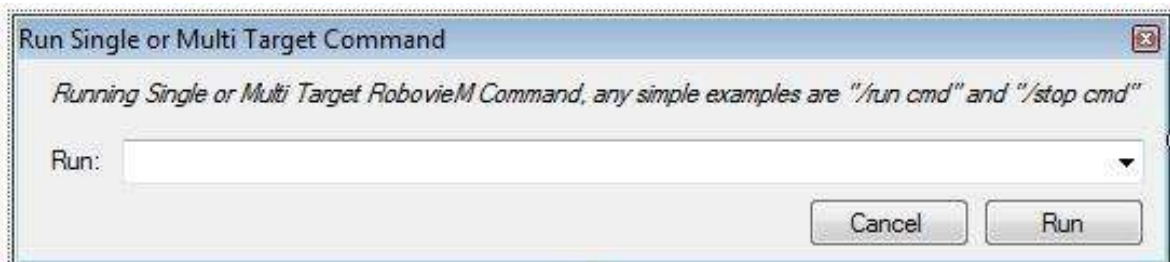 Run Single or Multi Target Command
Running Single or Multi Target RobovieM Command, any simple examples are "/run cmd" and "/stop cmd"
Run:
Cancel Run